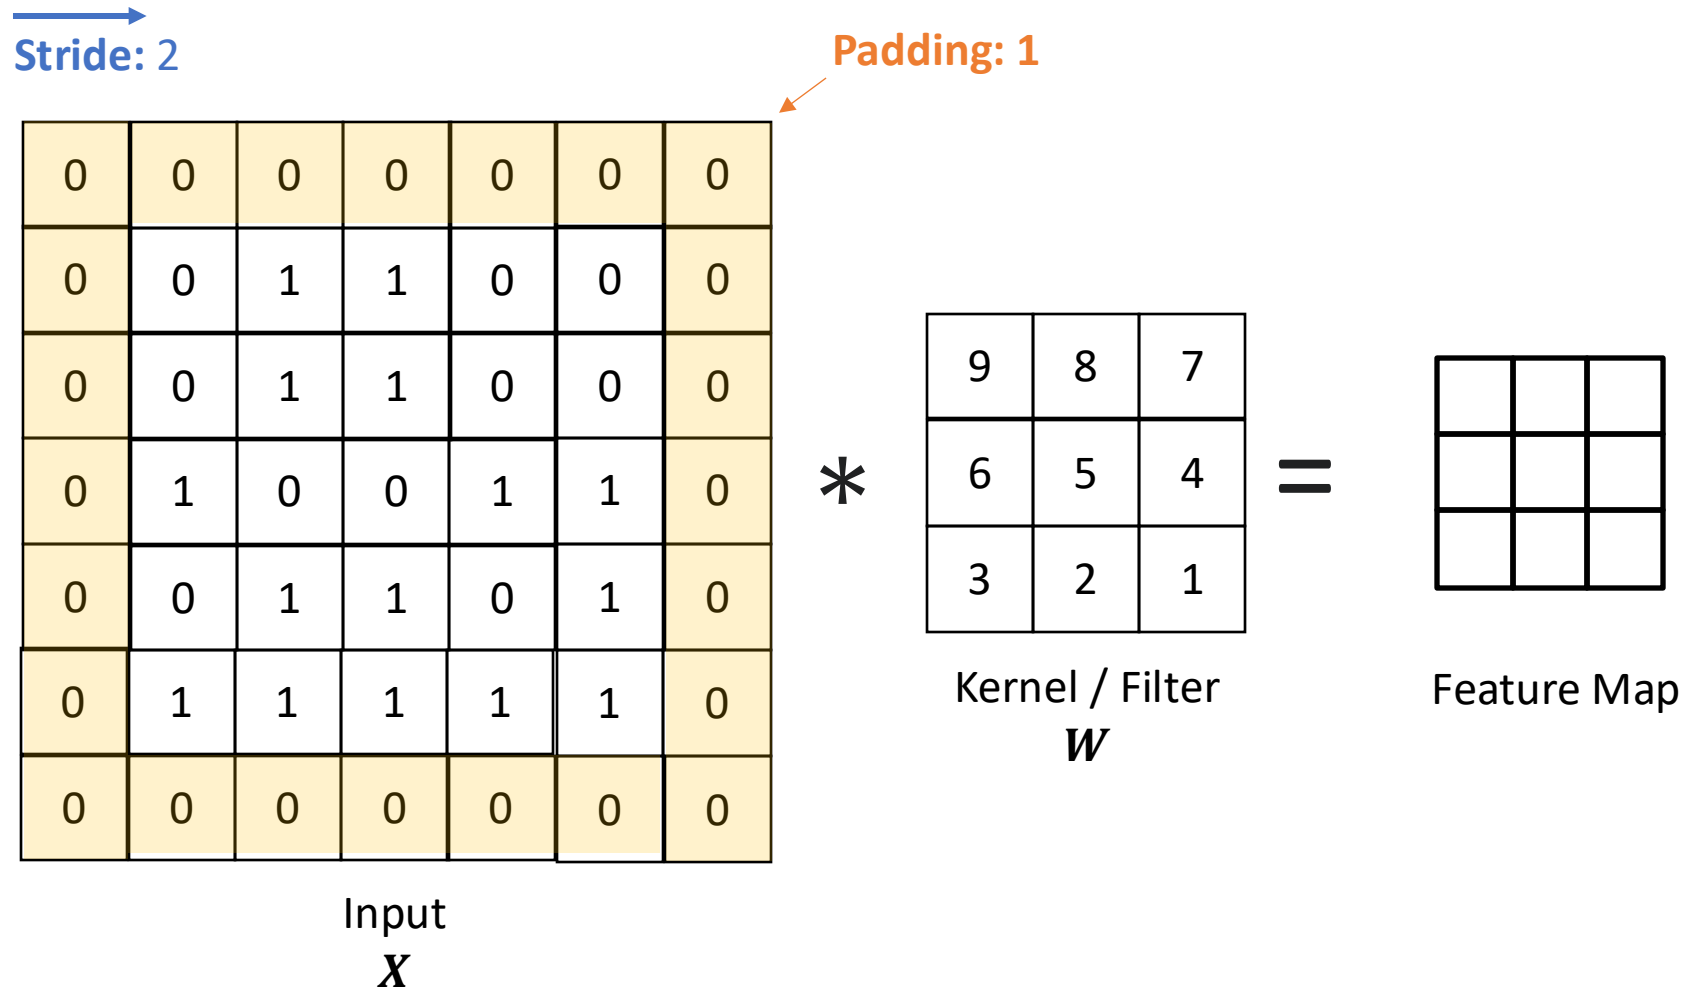 Stride: 2
Padding: 1
0 0 0 0 0 0 0
0 0 1 1 0 0 0
0 0 1 1 0 0 0
0 1 0 0 1 1 0
0 0 1 1 0 1 0
0 1 1 1 1 1 0
0 0 0 0 0 0 0
Input
X
*
9 8 7
6 5 4
3 2 1
Kernel / Filter
W
=
Feature Map